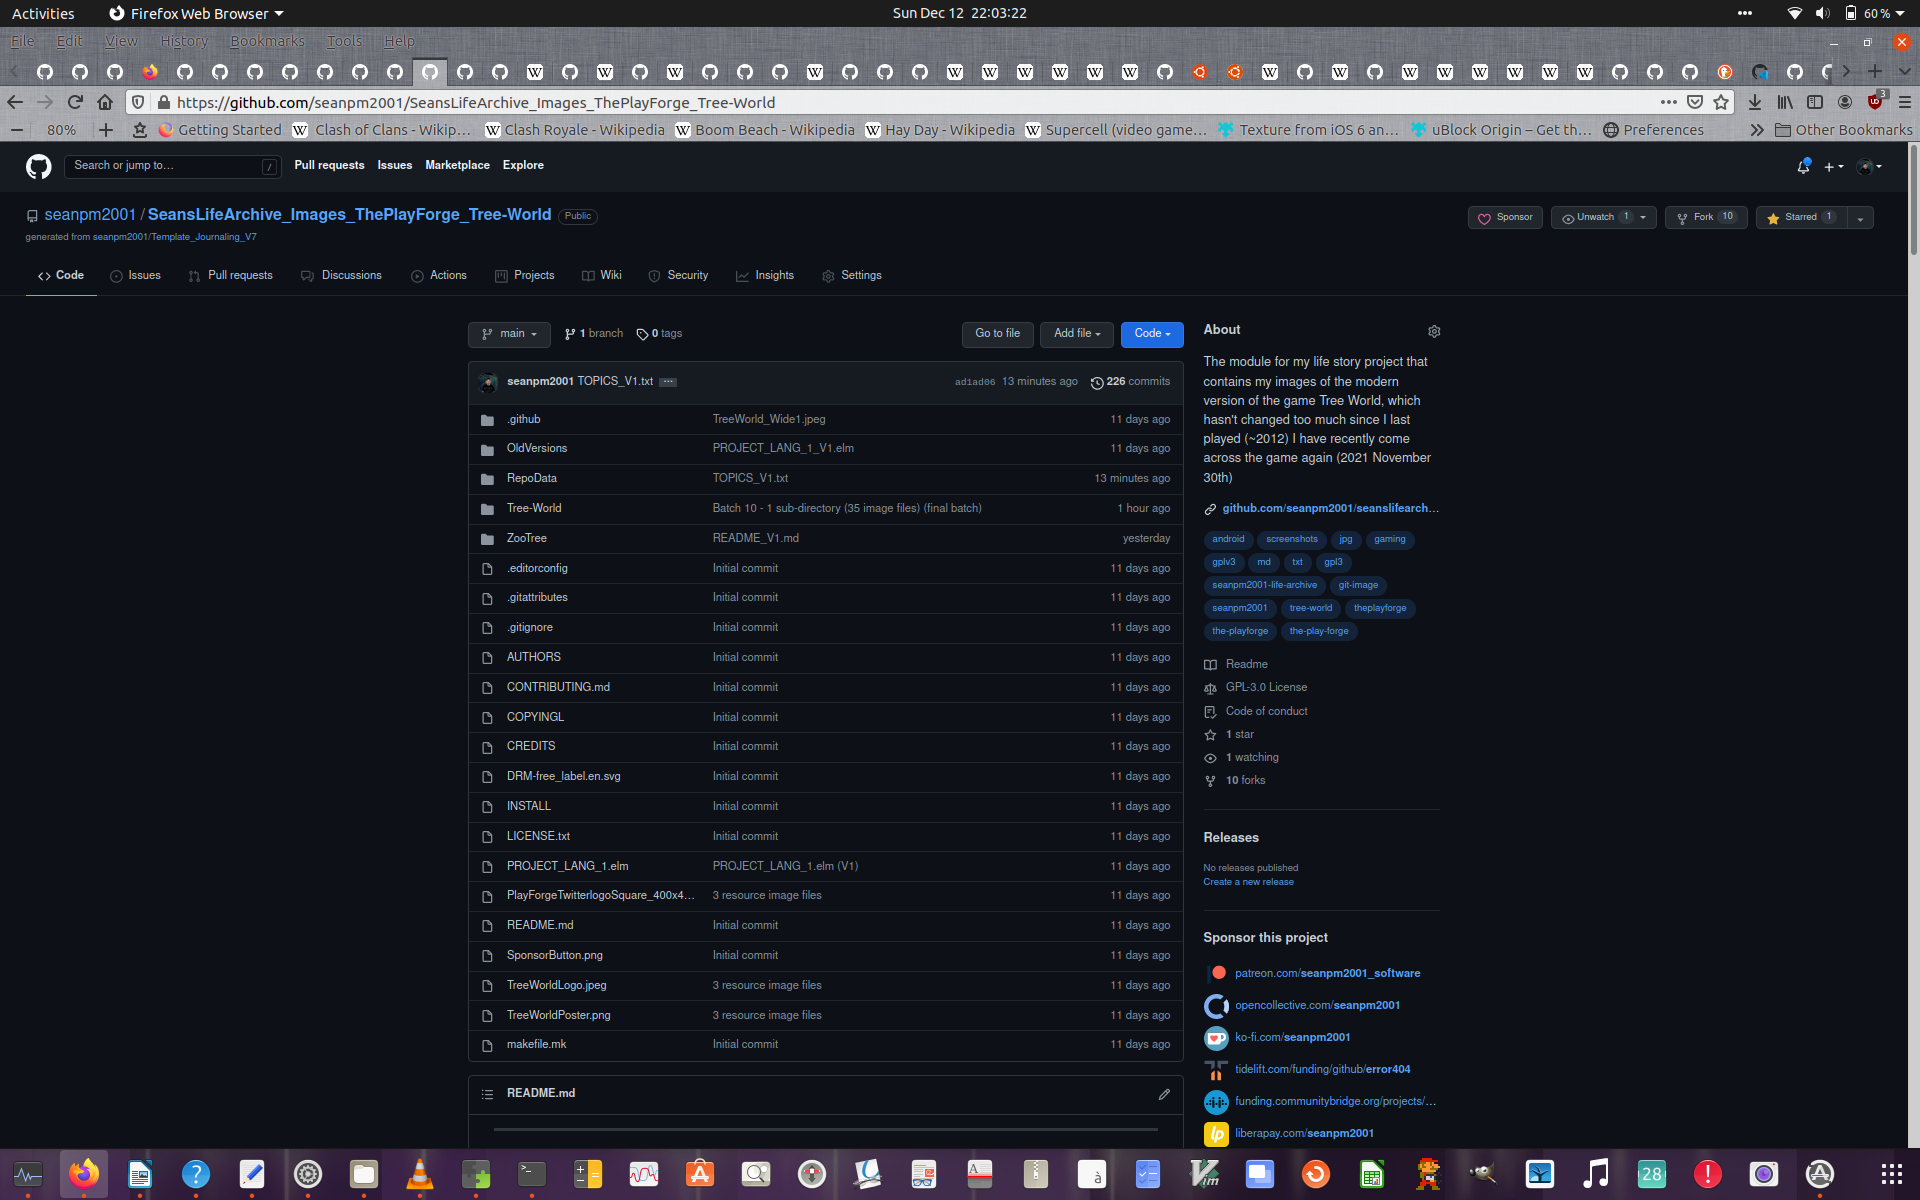 Activities
Firefox Web Browser
Sun Dec 12 22:03:22
60 %
File Edit View History Bookmarks Tools Help
https://github.com/seanpm2001/SeansLifeArchive_Images_ThePlayForge_Tree-World
3
80%
Getting Started
Clash of Clans - Wikip…
Clash Royale - Wikipedia
Boom Beach - Wikipedia
Hay Day - Wikipedia
Supercell (video game…
Texture from iOS 6 an…
uBlock Origin – Get th…
Preferences
Other Bookmarks
Search or jump to…
/
Pull requests
Issues
Marketplace
Explore
seanpm2001 / SeansLifeArchive_Images_ThePlayForge_Tree-World
Public
generated from seanpm2001/Template_Journaling_V7
Sponsor
Unwatch 1
Fork 10
Starred 1
Code
Issues
Pull requests
Discussions
Actions
Projects
Wiki
Security
Insights
Settings
main
1 branch
0 tags
Go to file
Add file
Code
seanpm2001 TOPICS_V1.txt
ad1ad06 13 minutes ago
226 commits
.github TreeWorld_Wide1.jpeg 11 days ago
OldVersions PROJECT_LANG_1_V1.elm 11 days ago
RepoData TOPICS_V1.txt 13 minutes ago
Tree-World Batch 10 - 1 sub-directory (35 image files) (final batch) 1 hour ago
ZooTree README_V1.md yesterday
.editorconfig Initial commit 11 days ago
.gitattributes Initial commit 11 days ago
.gitignore Initial commit 11 days ago
AUTHORS Initial commit 11 days ago
CONTRIBUTING.md Initial commit 11 days ago
COPYINGL Initial commit 11 days ago
CREDITS Initial commit 11 days ago
DRM-free_label.en.svg Initial commit 11 days ago
INSTALL Initial commit 11 days ago
LICENSE.txt Initial commit 11 days ago
PROJECT_LANG_1.elm PROJECT_LANG_1.elm (V1) 11 days ago
PlayForgeTwitterlogoSquare_400x4… 3 resource image files 11 days ago
README.md Initial commit 11 days ago
SponsorButton.png Initial commit 11 days ago
TreeWorldLogo.jpeg 3 resource image files 11 days ago
TreeWorldPoster.png 3 resource image files 11 days ago
makefile.mk Initial commit 11 days ago
README.md
About
The module for my life story project that
contains my images of the modern
version of the game Tree World, which
hasn't changed too much since I last
played (~2012) I have recently come
across the game again (2021 November
30th)
github.com/seanpm2001/seanslifearch…
android screenshots jpg gaming
gplv3 md txt gpl3
seanpm2001-life-archive git-image
seanpm2001 tree-world theplayforge
the-playforge the-play-forge
Readme
GPL-3.0 License
Code of conduct
1 star
1 watching
10 forks
Releases
No releases published
Create a new release
Sponsor this project
patreon.com/seanpm2001_software
opencollective.com/seanpm2001
ko-fi.com/seanpm2001
tidelift.com/funding/github/error404
funding.communitybridge.org/projects/…
liberapay.com/seanpm2001
28